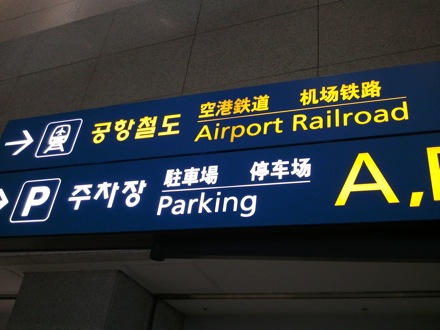 공항철도 空港鉄道 机场铁路
Airport Railroad
P 주차장 駐車場 停车场
Parking
A,